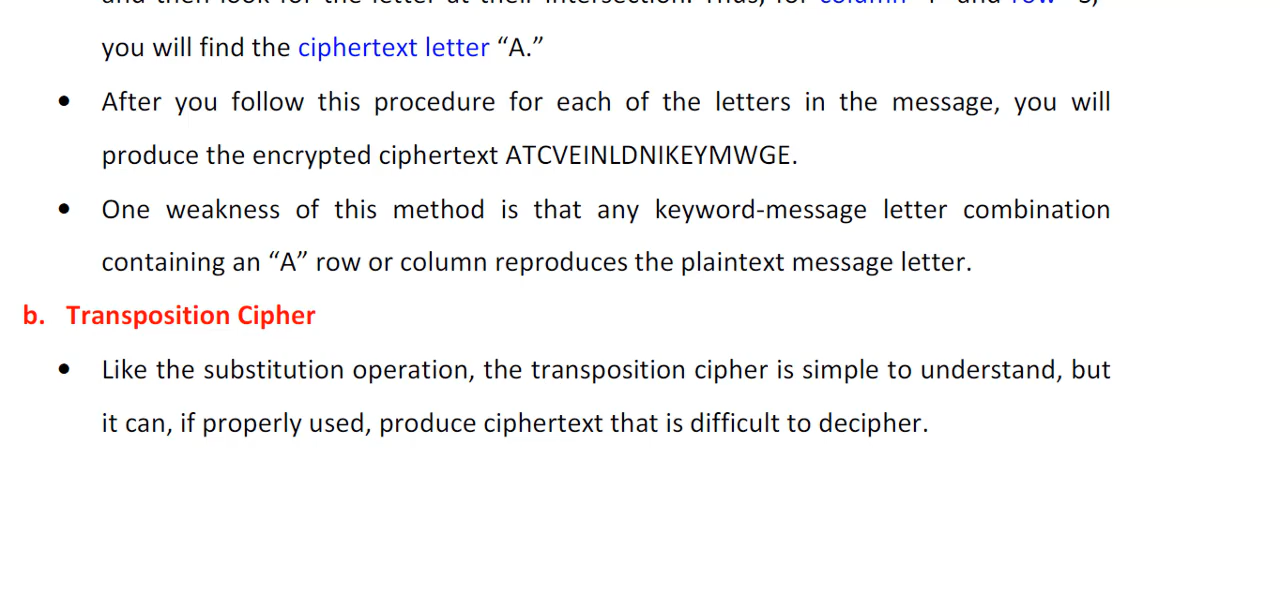 you will find the ciphertext letter “A.”
• After you follow this procedure for each of the letters in the message, you will
produce the encrypted ciphertext ATCVEINLDNIKEYMWGE.
• One weakness of this method is that any keyword-message letter combination
containing an “A” row or column reproduces the plaintext message letter.
b. Transposition Cipher
• Like the substitution operation, the transposition cipher is simple to understand, but
it can, if properly used, produce ciphertext that is difficult to decipher.